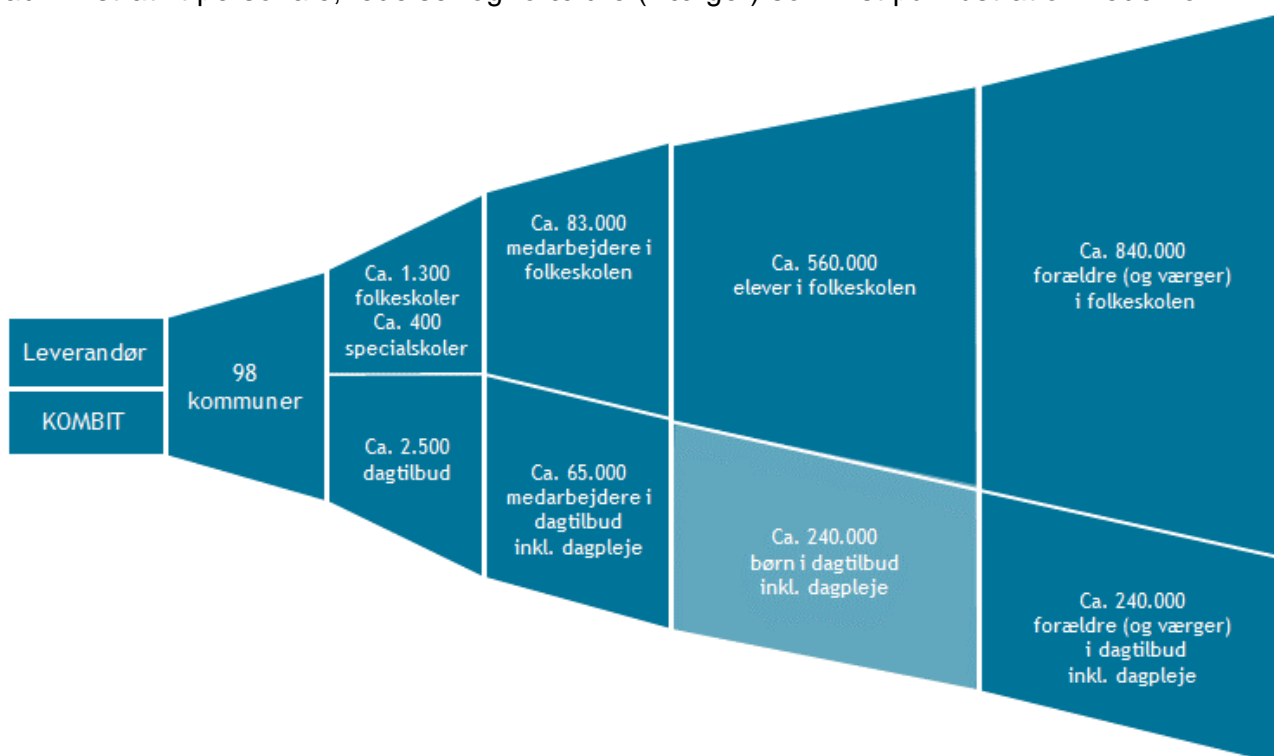 Leverandør
KOMBIT
98
kommuner
Ca. 1.300
folkeskoler
Ca. 400
specialskoler
Ca. 2.500
dagtilbud
Ca. 83.000
medarbejdere i
folkeskolen
Ca. 65.000
medarbejdere i
dagtilbud
inkl. dagpleje
Ca. 560.000
elever i folkeskolen
Ca. 240.000
børn i dagtilbud
inkl. dagpleje
Ca. 840.000
forældre (og værger)
i folkeskolen
Ca. 240.000
forældre (og værger)
i dagtilbud
inkl. dagpleje